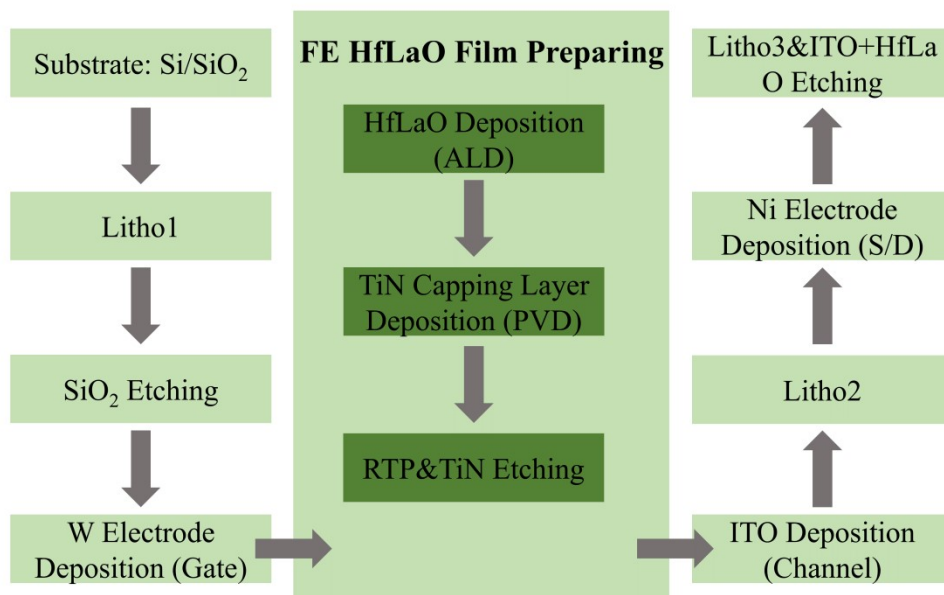 Substrate: Si/SiO₂
Litho1
SiO₂ Etching
W Electrode
Deposition (Gate)
FE HfLaO Film Preparing
HfLaO Deposition
(ALD)
TiN Capping Layer
Deposition (PVD)
RTP&TiN Etching
ITO Deposition
(Channel)
Litho2
Ni Electrode
Deposition (S/D)
Litho3&ITO+HfLa
O Etching